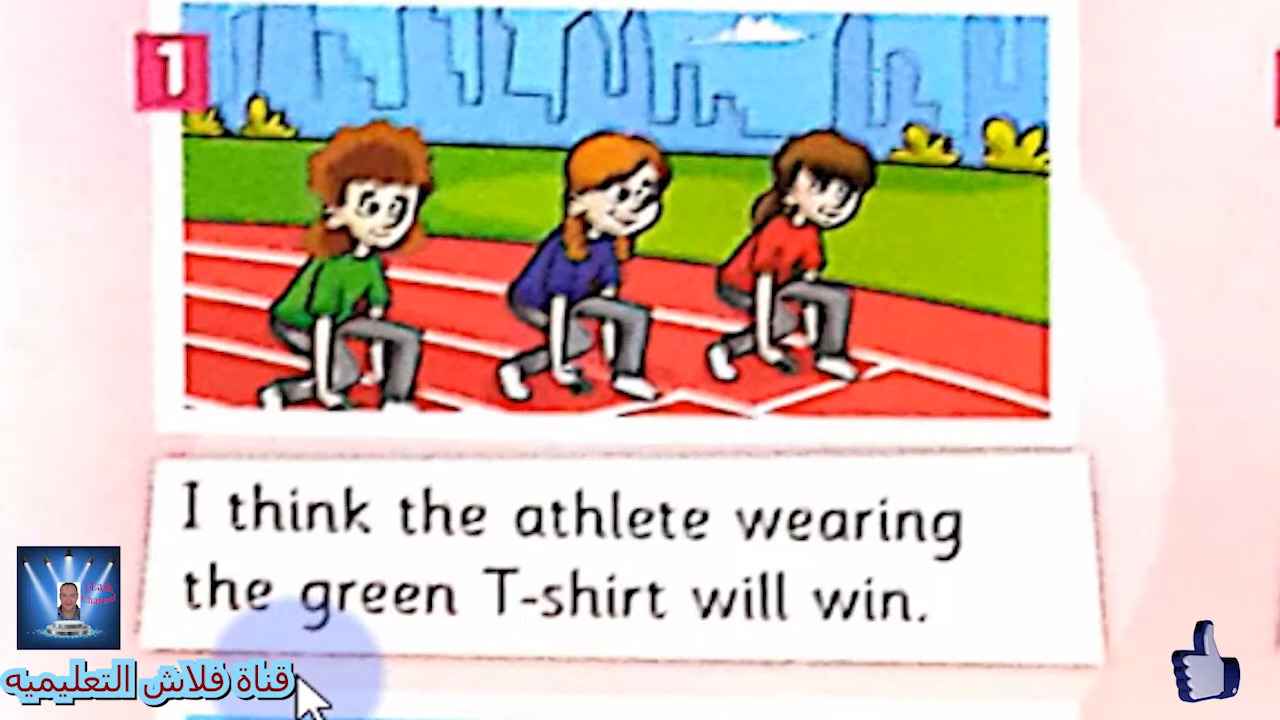 1
I think the athlete wearing
the green T-shirt will win.
قناة فلاش التعليميه